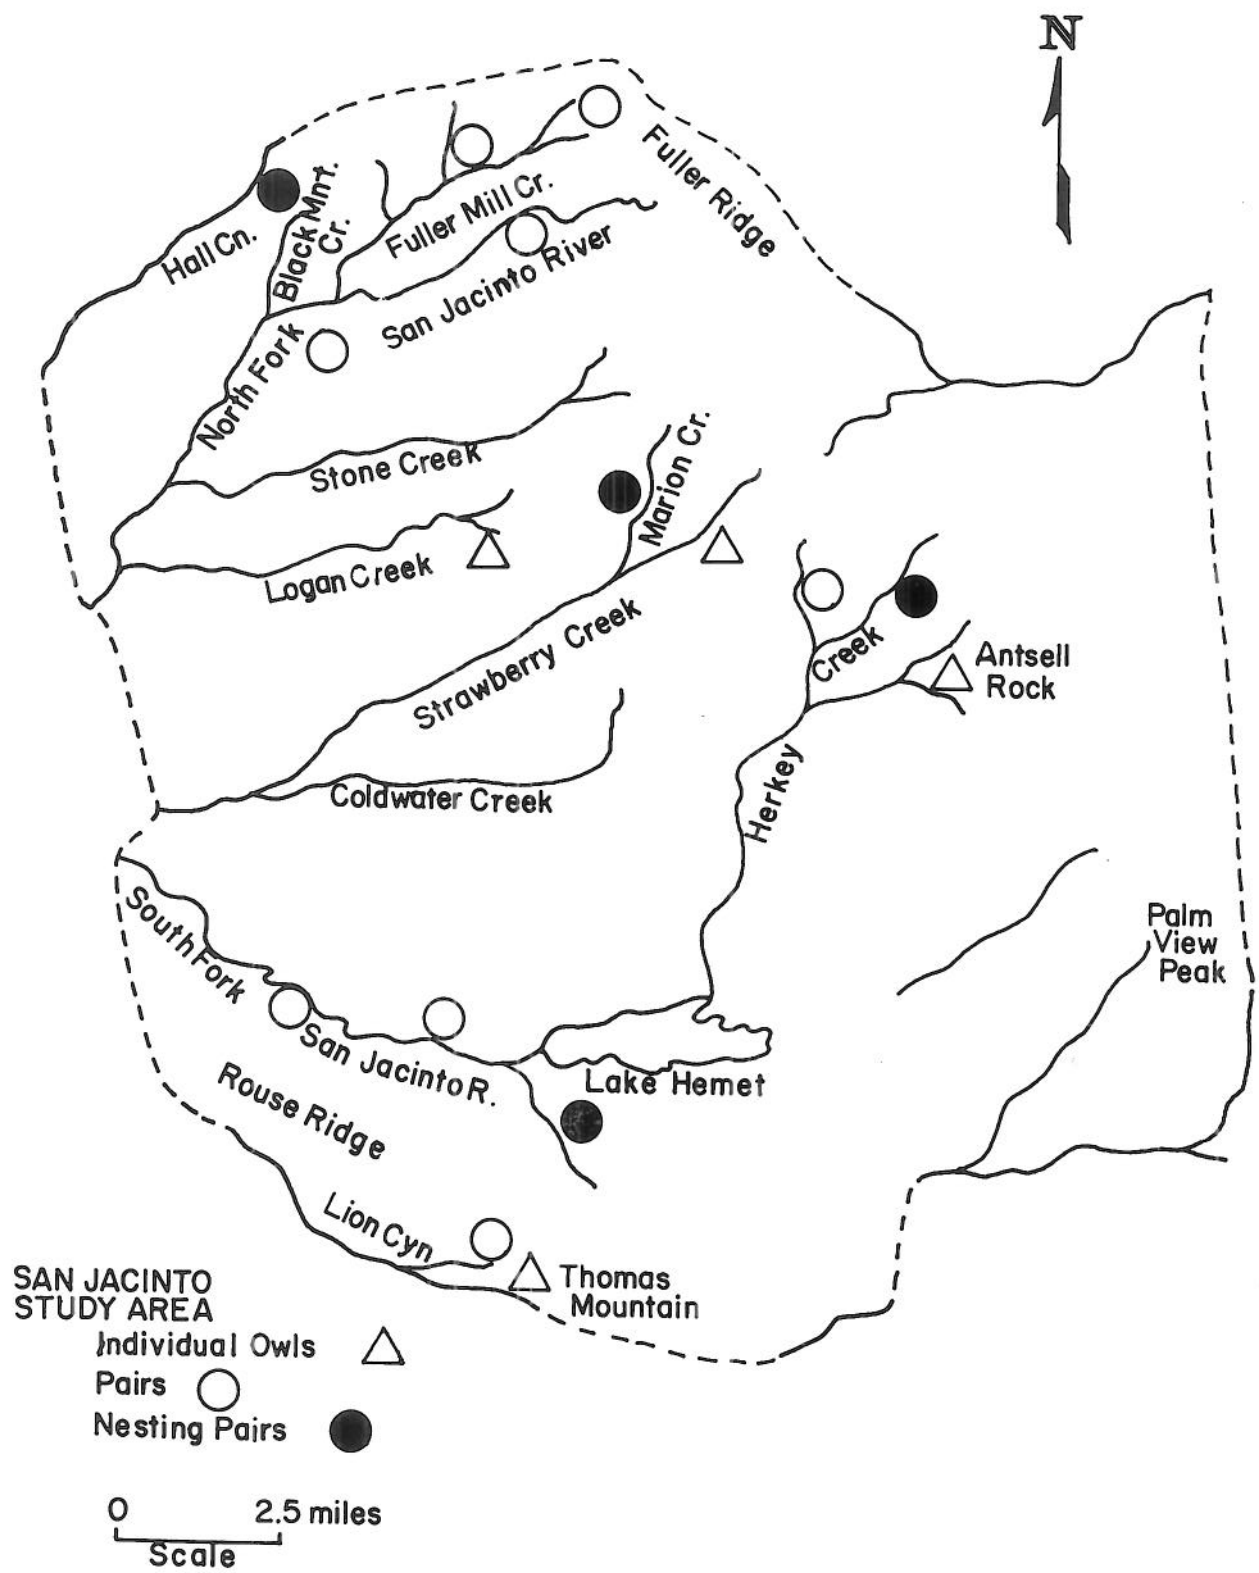 N
Fuller Ridge
Hall Cn.
Black Mnt.
Cr.
Fuller Mill Cr.
San Jacinto River
North Fork
Stone Creek
Marion Cr.
Logan Creek
Strawberry Creek
Creek
Antsell
Rock
Herkey
Coldwater Creek
South Fork
Palm
View
Peak
San Jacinto R.
Lake Hemet
Rouse Ridge
Lion Cyn
Thomas
Mountain
SAN JACINTO
STUDY AREA
Individual Owls
Pairs
Nesting Pairs
0 2.5 miles
Scale